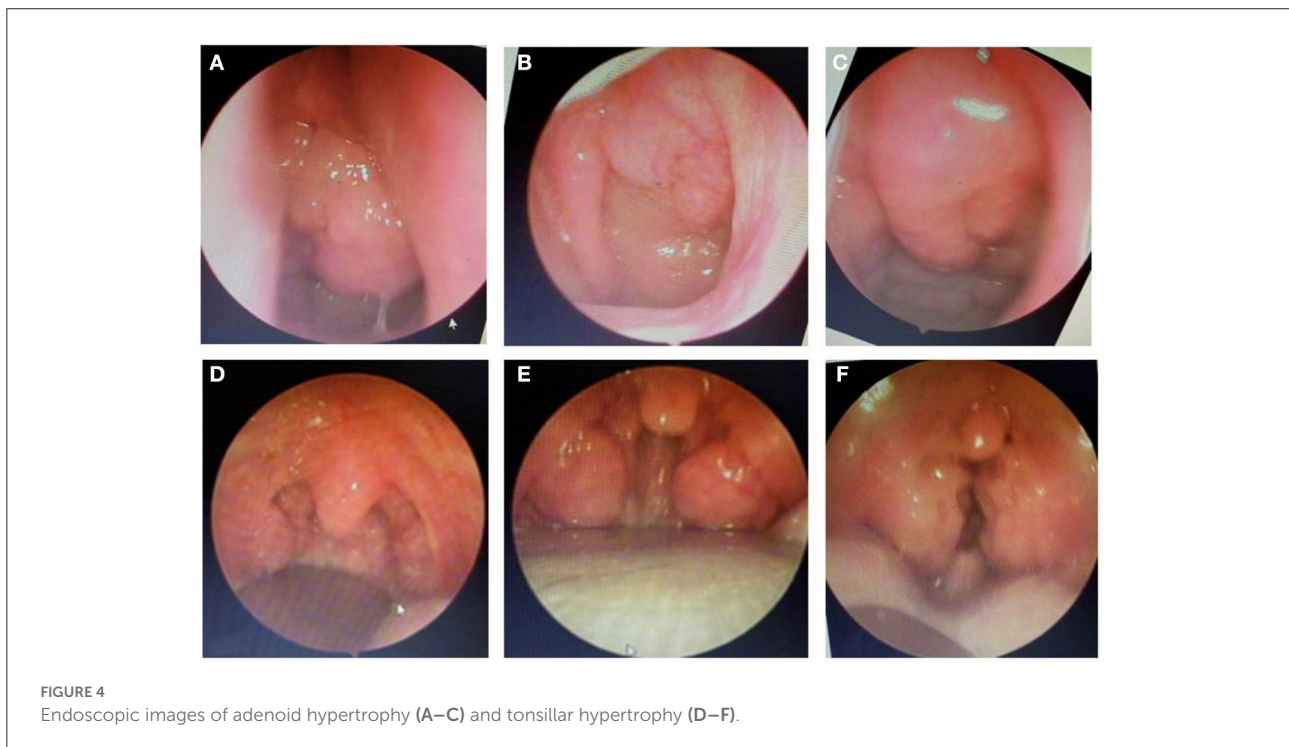 A
B
C
D
E
F
FIGURE 4
Endoscopic images of adenoid hypertrophy (A–C) and tonsillar hypertrophy (D–F).